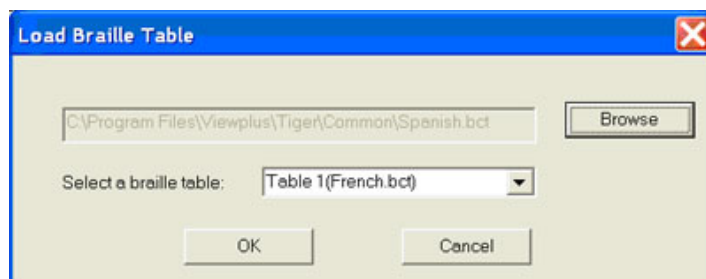 Load Braille Table
C:\Program Files\Viewplus\Tiger\Common\Spanish.bct
Browse
Select a braille table: Table 1(French.bct)
OK Cancel